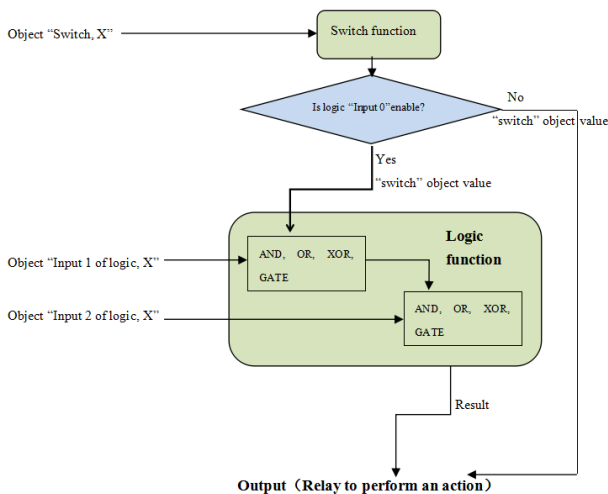 Object “Switch, X”
Switch function
Is logic “Input 0”enable?
No
“switch” object value
Yes
“switch” object value
Logic
function
Object “Input 1 of logic, X”
AND, OR, XOR,
GATE
Object “Input 2 of logic, X”
AND, OR, XOR,
GATE
Result
Output（Relay to perform an action）